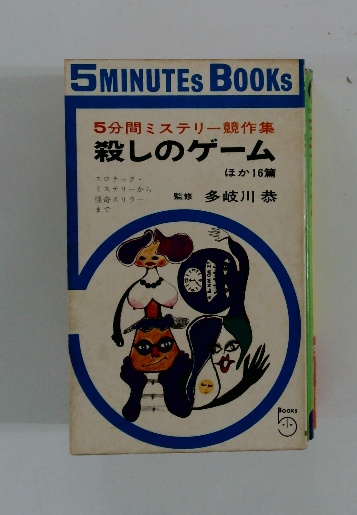 5MINUTES BOOKS
5分間ミステリー競作集
殺しのゲーム
ほか16篇
エロチック・
ミステリーから
怪奇スリラー
まで
監修 多岐川 恭
BOOKS